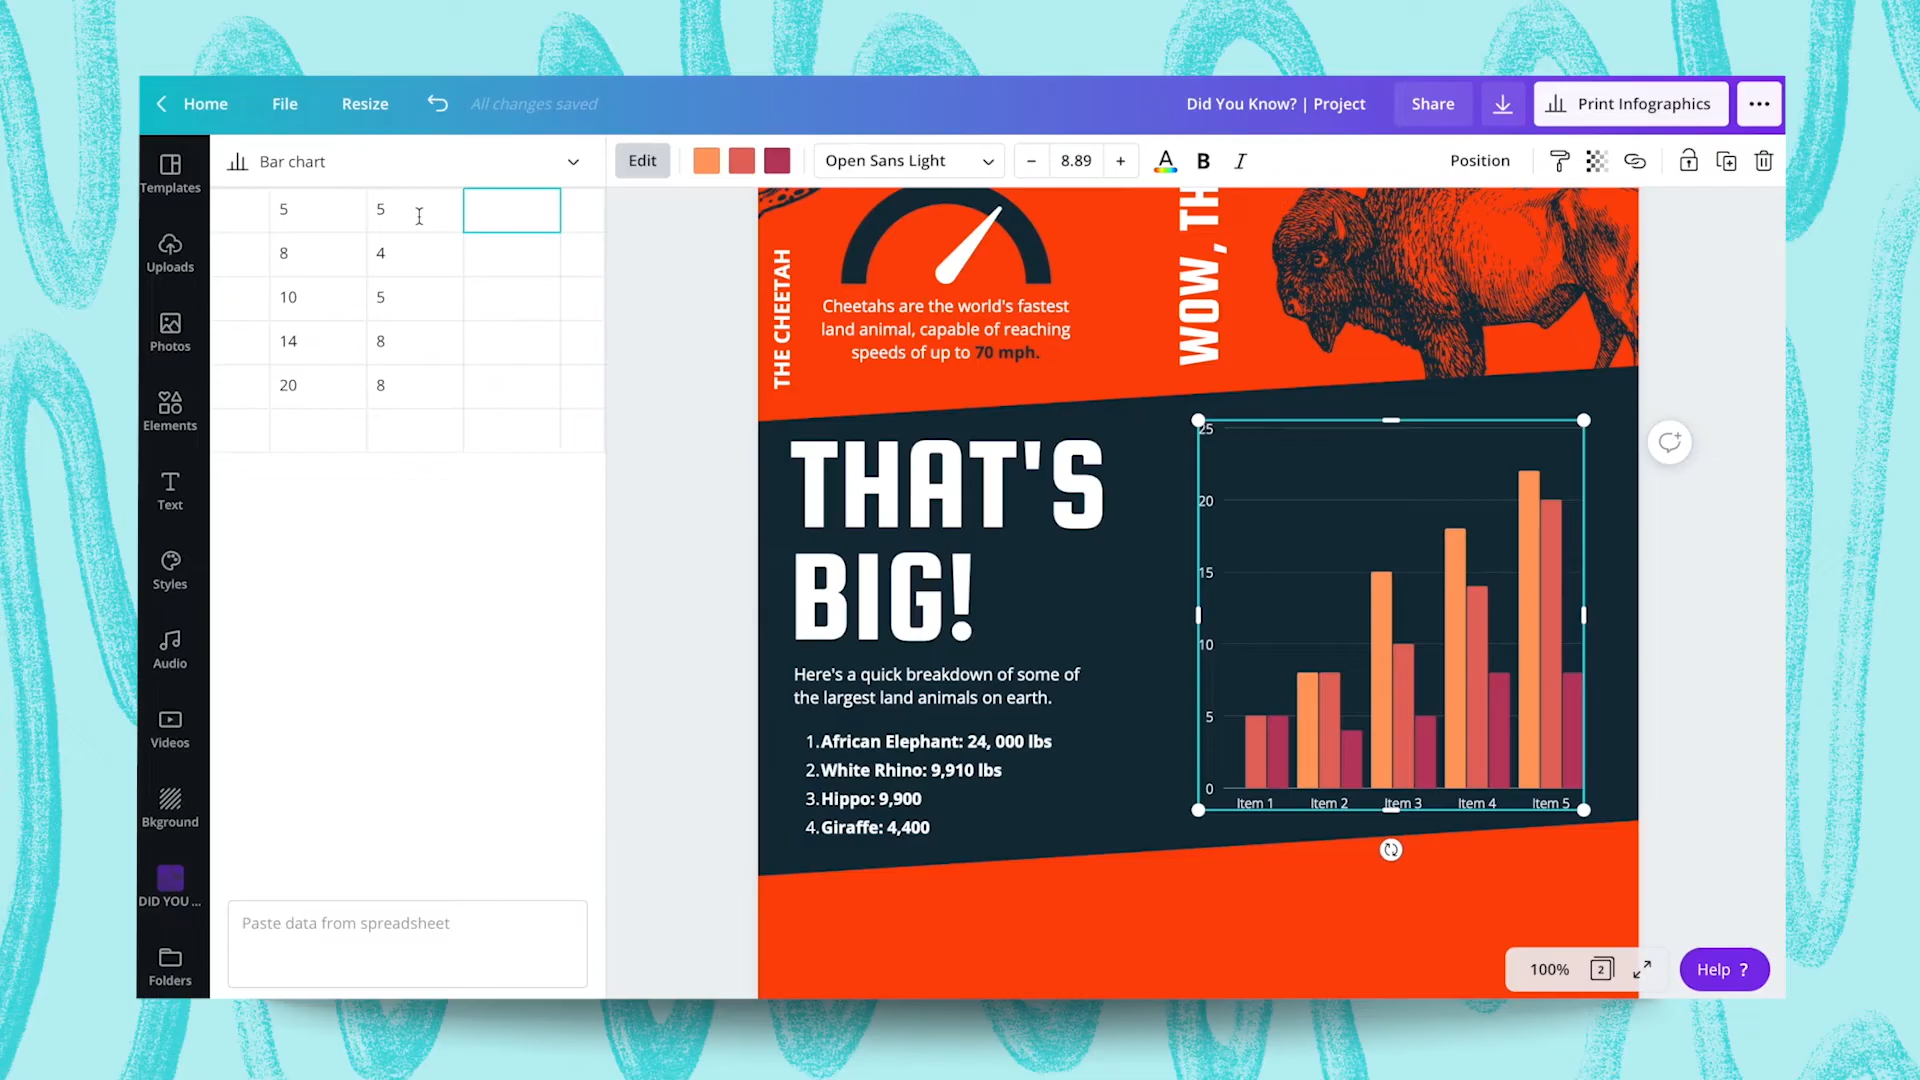 Home
File
Resize
All changes saved
Did You Know? | Project
Share
Print Infographics
Templates
Uploads
Photos
Elements
Text
Styles
Audio
Videos
Bkground
DID YOU ...
Folders
Bar chart
5 5
8 4
10 5
14 8
20 8
Paste data from spreadsheet
Edit
Open Sans Light
– 8.89 +
A B I
Position
THE CHEETAH
Cheetahs are the world's fastest
land animal, capable of reaching
speeds of up to 70 mph.
WOW, TH
THAT'S
BIG!
Here's a quick breakdown of some of
the largest land animals on earth.
1.African Elephant: 24, 000 lbs
2.White Rhino: 9,910 lbs
3.Hippo: 9,900
4.Giraffe: 4,400
25
20
15
10
5
0
Item 1 Item 2 Item 3 Item 4 Item 5
100%
2
Help ?